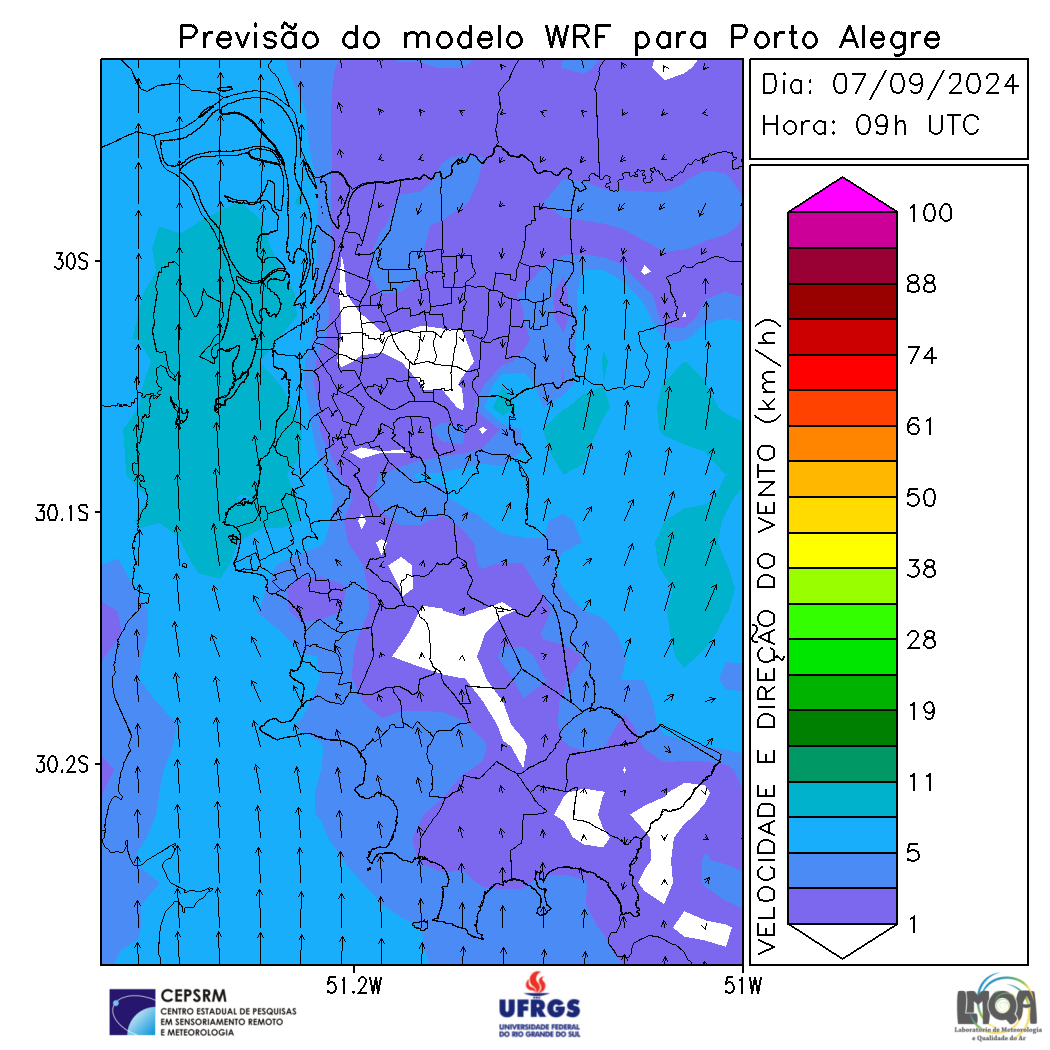 Previsão do modelo WRF para Porto Alegre
Dia: 07/09/2024
Hora: 09h UTC
30S
30.1S
30.2S
51.2W
51W
VELOCIDADE E DIREÇÃO DO VENTO (km/h)
100
88
74
61
50
38
28
19
11
5
1
CEPSRM
CENTRO ESTADUAL DE PESQUISAS
EM SENSORIAMENTO REMOTO
E METEOROLOGIA
UFRGS
UNIVERSIDADE FEDERAL
DO RIO GRANDE DO SUL
LMQA
Laboratório de Meteorologia
e Qualidade do Ar